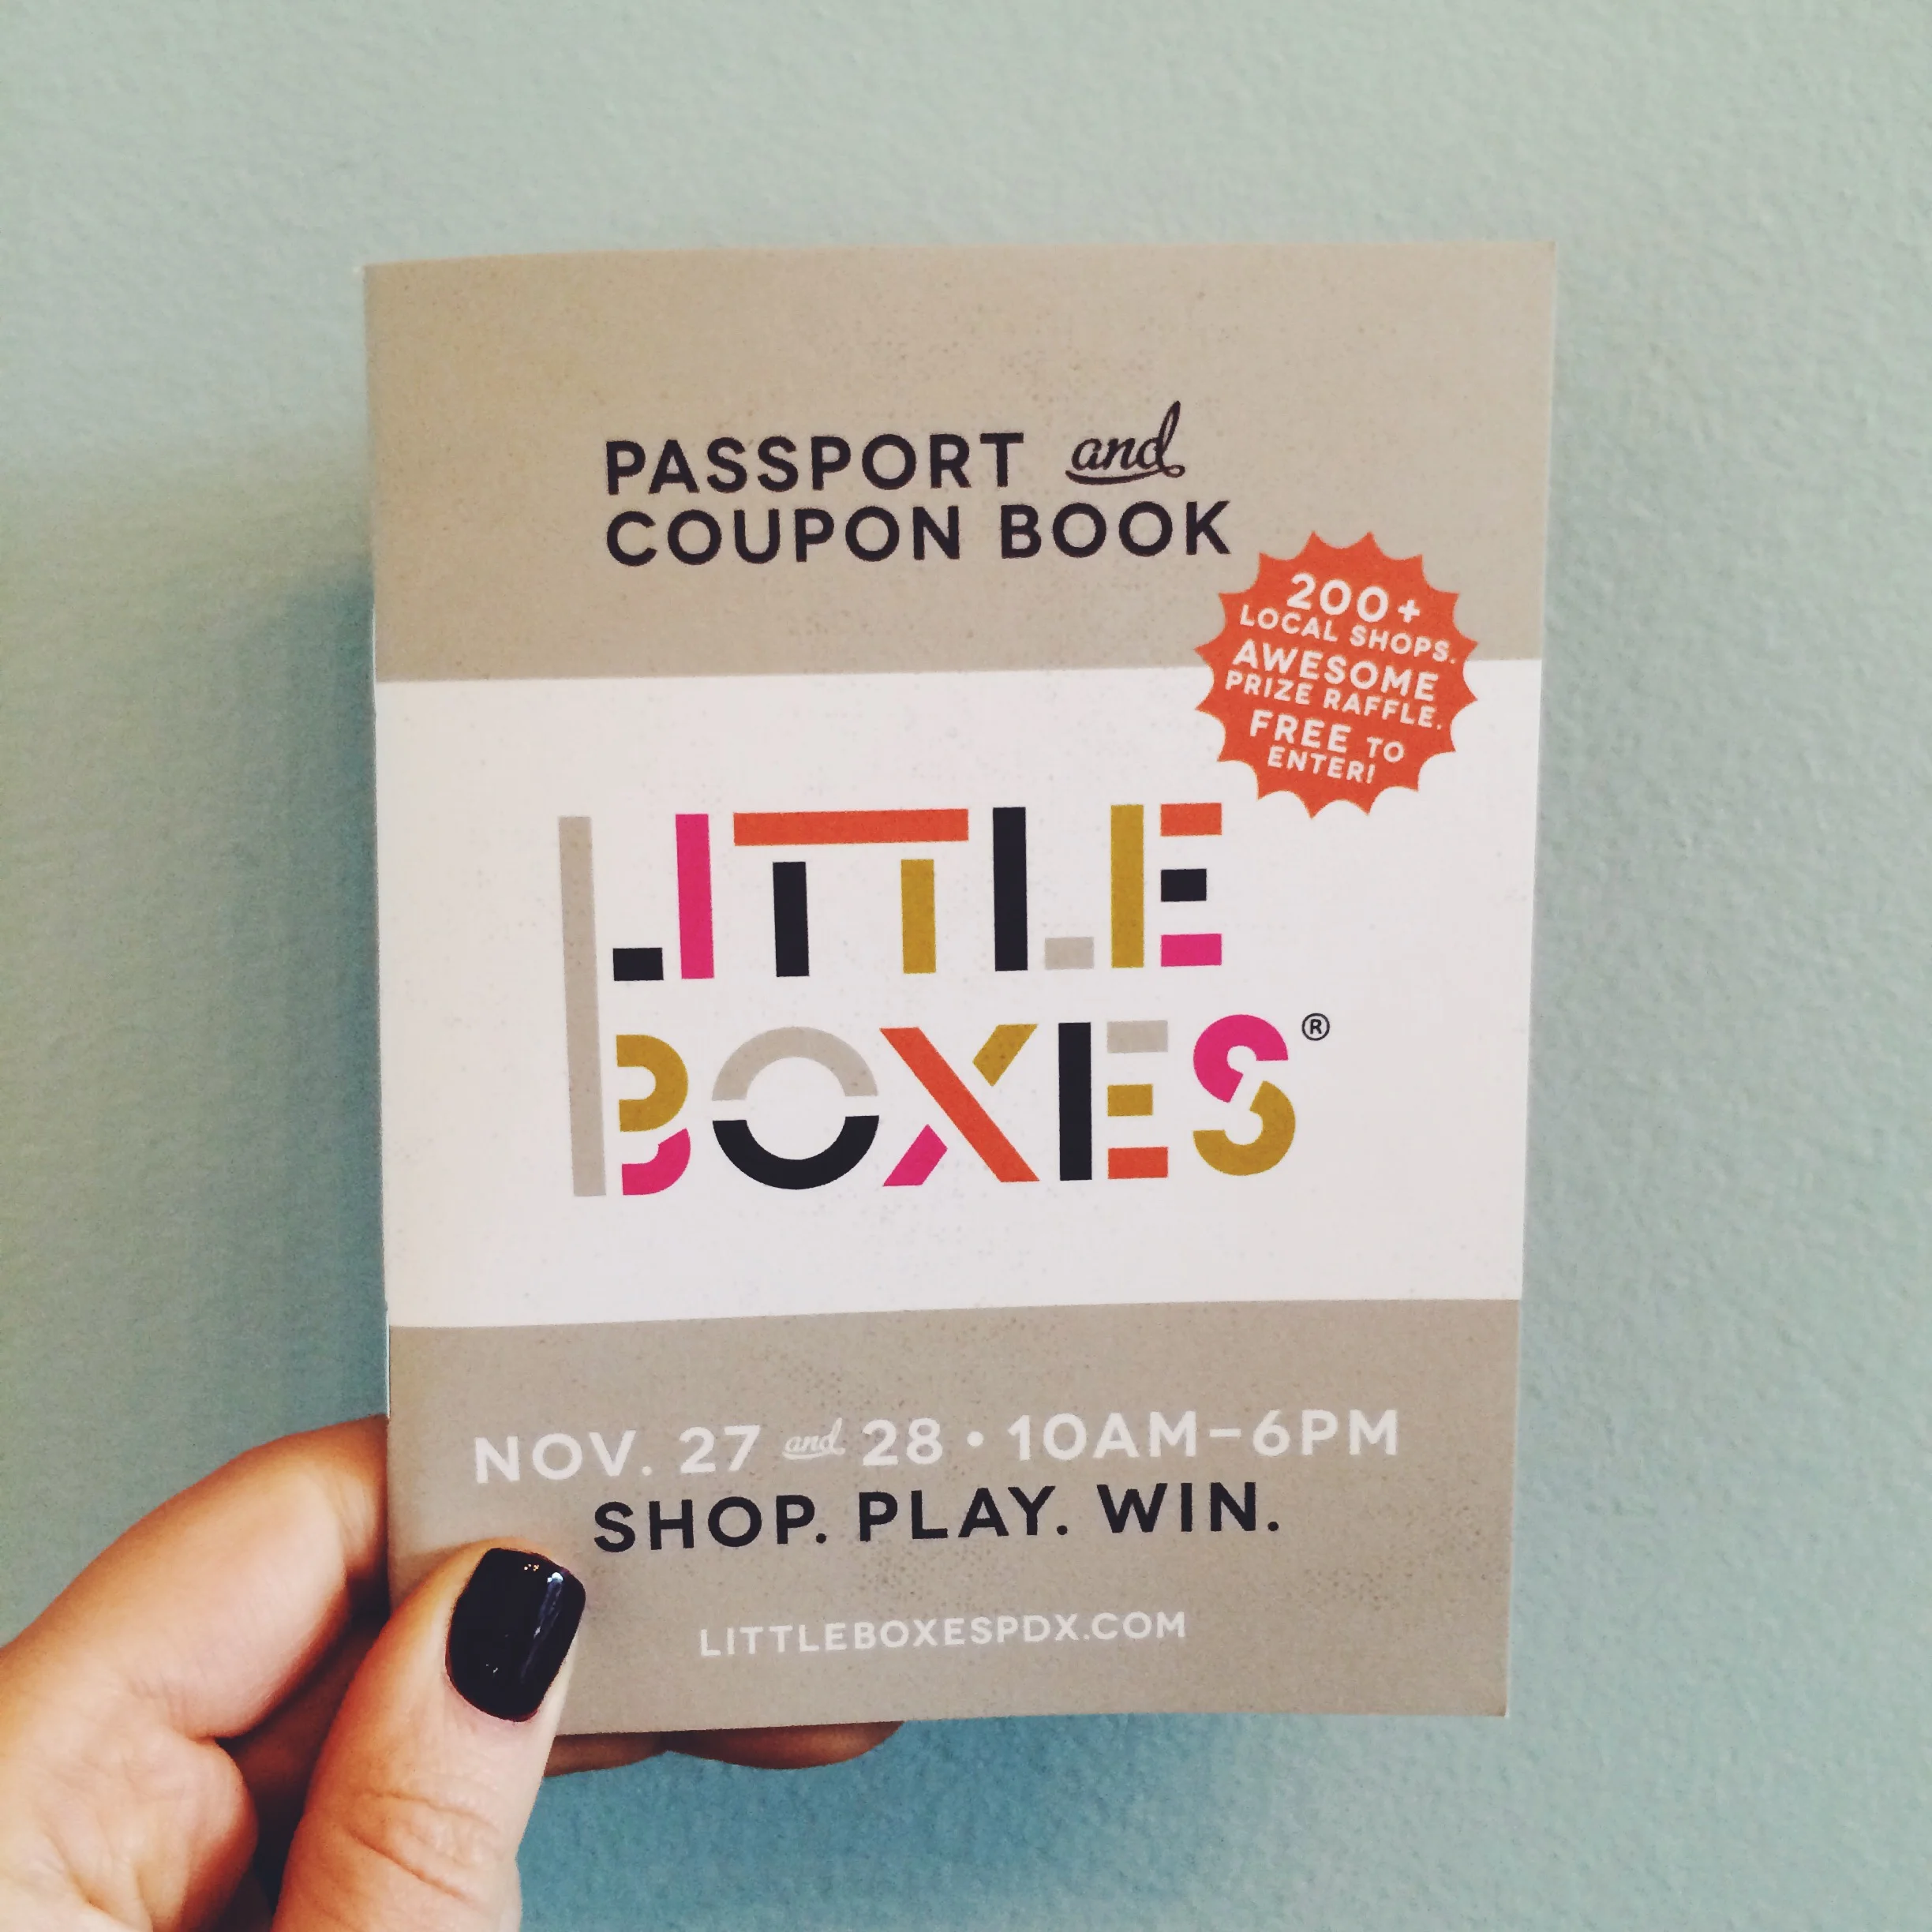 PASSPORT and
COUPON BOOK
200+
LOCAL SHOPS.
AWESOME
PRIZE RAFFLE.
FREE TO
ENTER!
LITTLE
BOXES®
NOV. 27 and 28 • 10AM–6PM
SHOP. PLAY. WIN.
LITTLEBOXESPDX.COM